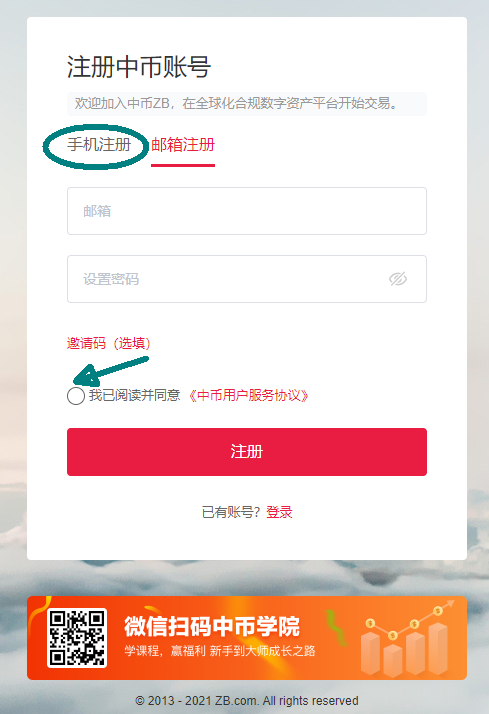 注册中币账号
欢迎加入中币ZB，在全球化合规数字资产平台开始交易。
手机注册 邮箱注册
邮箱
设置密码
邀请码（选填）
我已阅读并同意 《中币用户服务协议》
注册
已有账号？登录
微信扫码中币学院
学课程，赢福利 新手到大师成长之路
© 2013 - 2021 ZB.com. All rights reserved